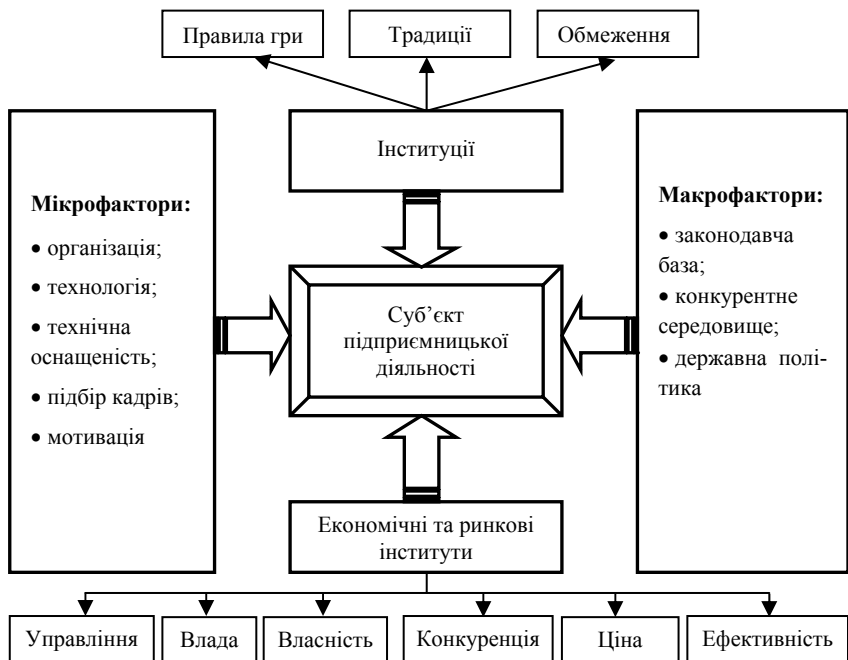 Правила гри
Традиції
Обмеження
Інституції
Мікрофактори:
• організація;
• технологія;
• технічна
оснащеність;
• підбір кадрів;
• мотивація
Суб’єкт
підприємницької
діяльності
Макрофактори:
• законодавча
база;
• конкурентне
середовище;
• державна полі-
тика
Економічні та ринкові
інститути
Управління
Влада
Власність
Конкуренція
Ціна
Ефективність